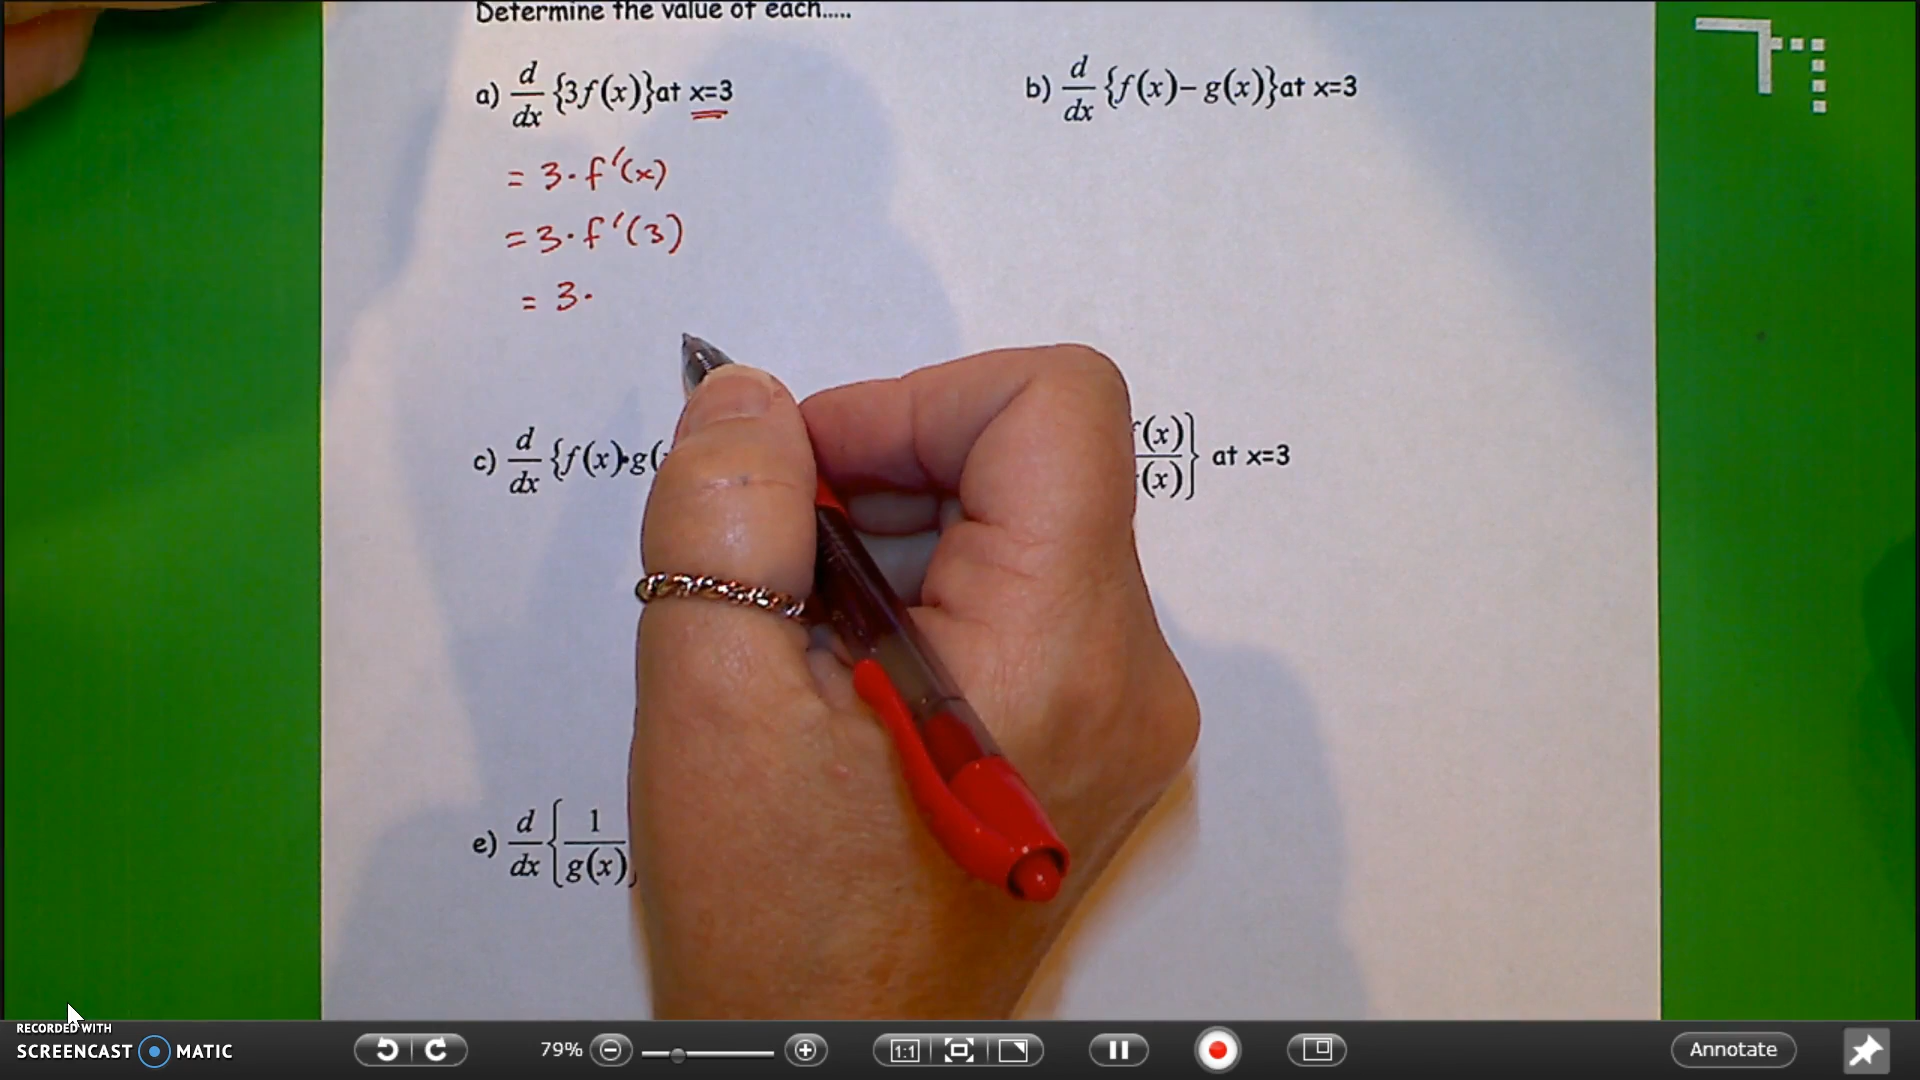 Determine the value of each.....
a) d/dx {3f(x)} at x=3
= 3 · f'(x)
= 3 · f'(3)
= 3 ·
b) d/dx {f(x) − g(x)} at x=3
c) d/dx {f(x)•g(
(x) / (x)} at x=3
e) d/dx {1/g(x)
RECORDED WITH
SCREENCAST MATIC
79%
1:1
Annotate